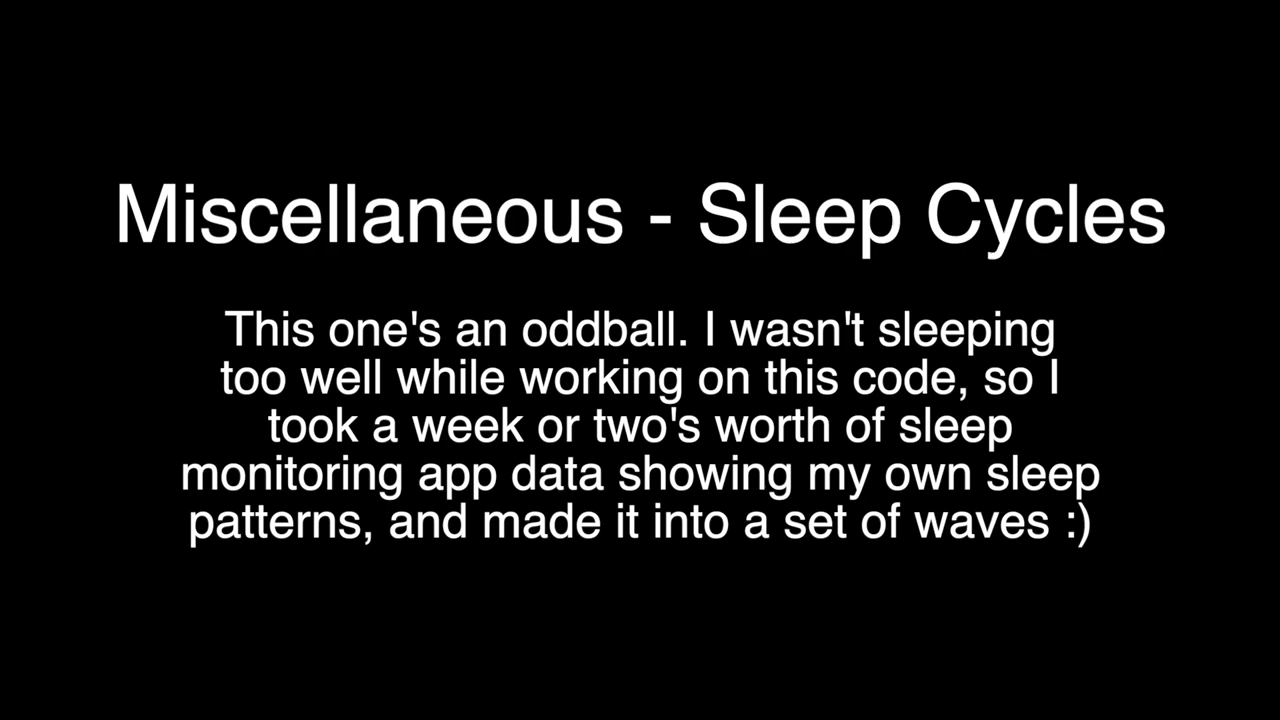 Miscellaneous - Sleep Cycles
This one's an oddball. I wasn't sleeping
too well while working on this code, so I
took a week or two's worth of sleep
monitoring app data showing my own sleep
patterns, and made it into a set of waves :)